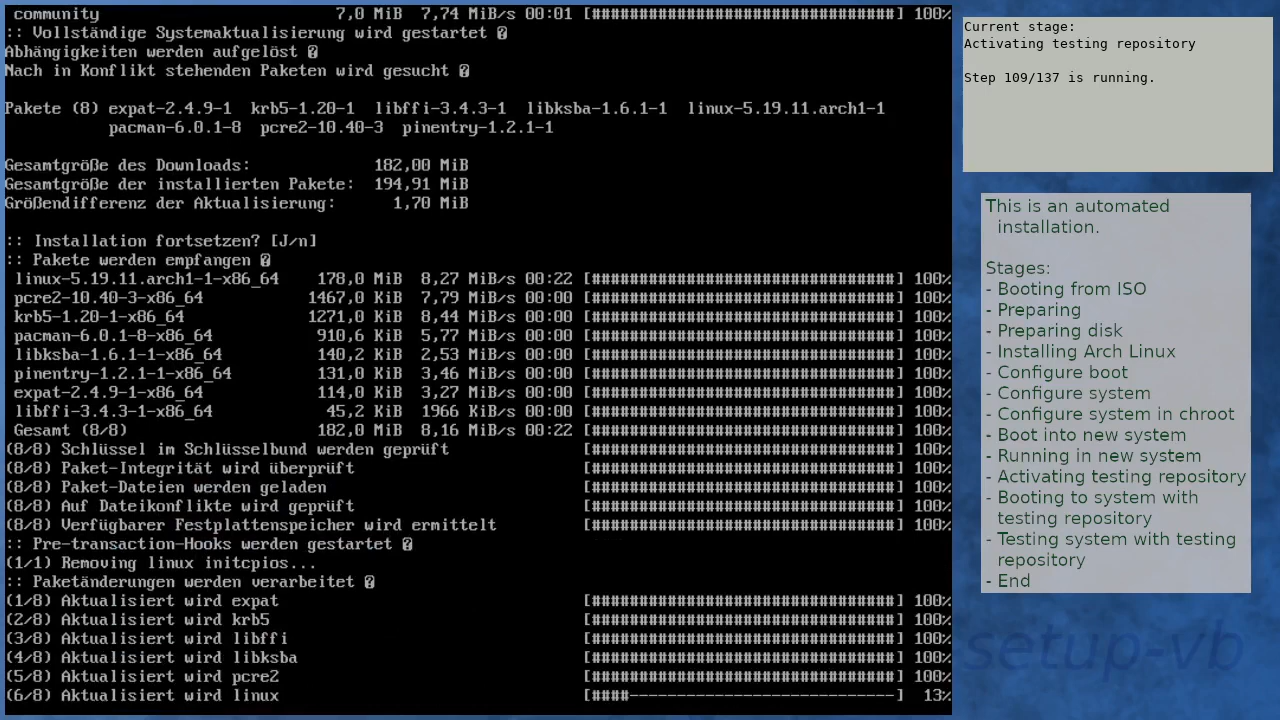 community 7,0 MiB 7,74 MiB/s 00:01 [################################] 100%
:: Vollständige Systemaktualisierung wird gestartet �
Abhängigkeiten werden aufgelöst �
Nach in Konflikt stehenden Paketen wird gesucht �
Pakete (8) expat-2.4.9-1 krb5-1.20-1 libffi-3.4.3-1 libksba-1.6.1-1 linux-5.19.11.arch1-1
pacman-6.0.1-8 pcre2-10.40-3 pinentry-1.2.1-1
Gesamtgröße des Downloads: 182,00 MiB
Gesamtgröße der installierten Pakete: 194,91 MiB
Größendifferenz der Aktualisierung: 1,70 MiB
:: Installation fortsetzen? [J/n]
:: Pakete werden empfangen �
linux-5.19.11.arch1-1-x86_64 178,0 MiB 8,27 MiB/s 00:22 [################################] 100%
pcre2-10.40-3-x86_64 1467,0 KiB 7,79 MiB/s 00:00 [################################] 100%
krb5-1.20-1-x86_64 1271,0 KiB 8,44 MiB/s 00:00 [################################] 100%
pacman-6.0.1-8-x86_64 910,6 KiB 5,77 MiB/s 00:00 [################################] 100%
libksba-1.6.1-1-x86_64 140,2 KiB 2,53 MiB/s 00:00 [################################] 100%
pinentry-1.2.1-1-x86_64 131,0 KiB 3,46 MiB/s 00:00 [################################] 100%
expat-2.4.9-1-x86_64 114,0 KiB 3,27 MiB/s 00:00 [################################] 100%
libffi-3.4.3-1-x86_64 45,2 KiB 1966 KiB/s 00:00 [################################] 100%
Gesamt (8/8) 182,0 MiB 8,16 MiB/s 00:22 [################################] 100%
(8/8) Schlüssel im Schlüsselbund werden geprüft [################################] 100%
(8/8) Paket-Integrität wird überprüft [################################] 100%
(8/8) Paket-Dateien werden geladen [################################] 100%
(8/8) Auf Dateikonflikte wird geprüft [################################] 100%
(8/8) Verfügbarer Festplattenspeicher wird ermittelt [################################] 100%
:: Pre-transaction-Hooks werden gestartet �
(1/1) Removing linux initcpios...
:: Paketänderungen werden verarbeitet �
(1/8) Aktualisiert wird expat [################################] 100%
(2/8) Aktualisiert wird krb5 [################################] 100%
(3/8) Aktualisiert wird libffi [################################] 100%
(4/8) Aktualisiert wird libksba [################################] 100%
(5/8) Aktualisiert wird pcre2 [################################] 100%
(6/8) Aktualisiert wird linux [####----------------------------] 13%
Current stage:
Activating testing repository
Step 109/137 is running.
This is an automated
installation.
Stages:
- Booting from ISO
- Preparing
- Preparing disk
- Installing Arch Linux
- Configure boot
- Configure system
- Configure system in chroot
- Boot into new system
- Running in new system
- Activating testing repository
- Booting to system with
testing repository
- Testing system with testing
repository
- End
setup-vb